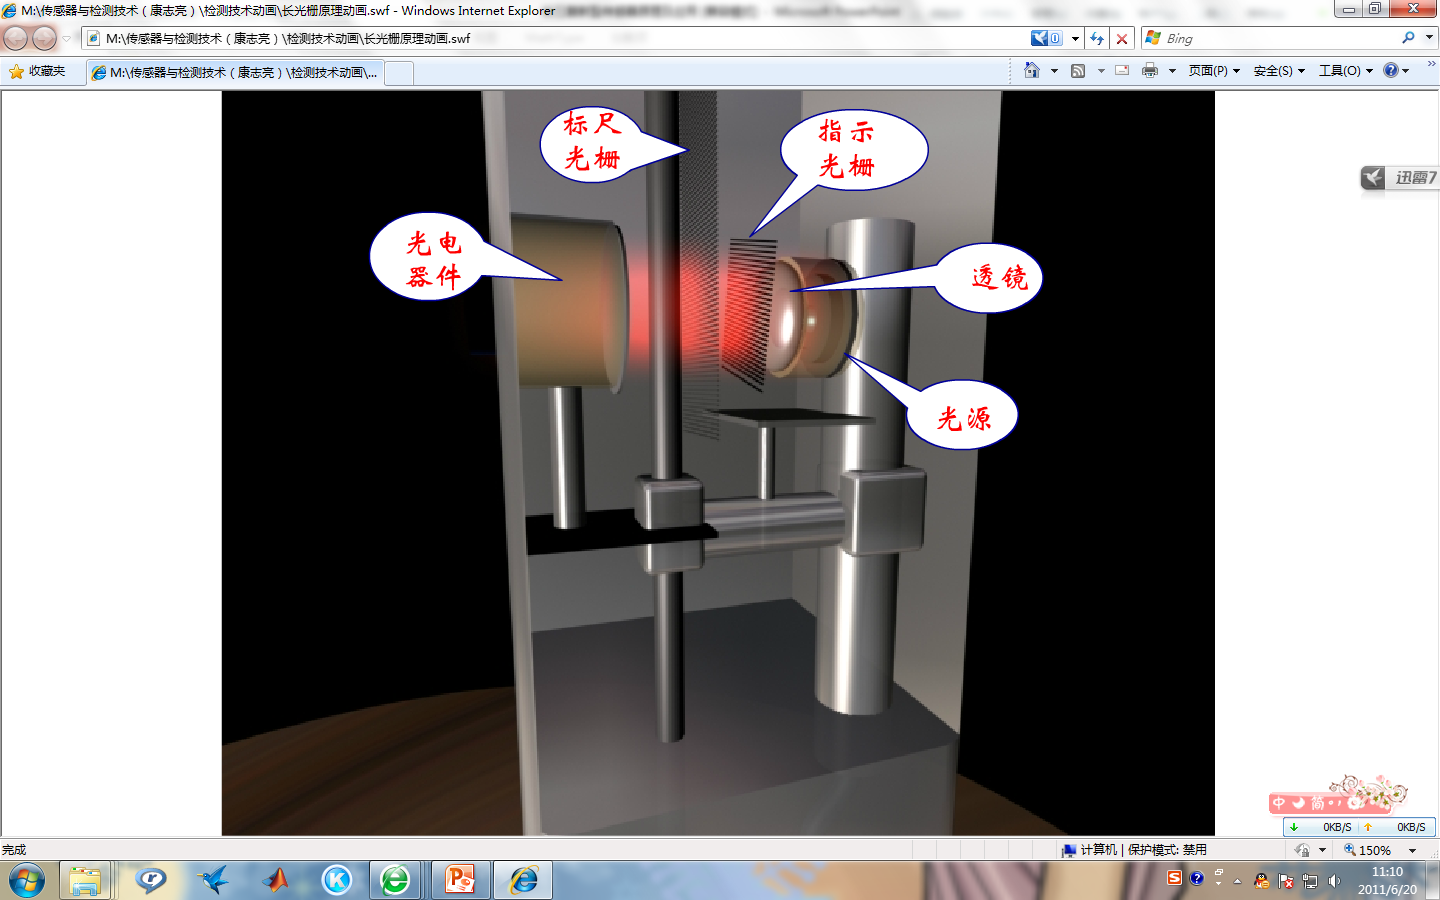 M:\传感器与检测技术（康志亮）\检测技术动画\长光栅原理动画.swf - Windows Internet Explorer
M:\传感器与检测技术（康志亮）\检测技术动画\长光栅原理动画.swf
Bing
收藏夹
M:\传感器与检测技术（康志亮）\检测技术动画\...
页面(P)
安全(S)
工具(O)
标尺
光栅
指示
光栅
迅雷7
光电
器件
透镜
光源
中
简
0KB/S
0KB/S
完成
计算机 | 保护模式: 禁用
150%
11:10
2011/6/20